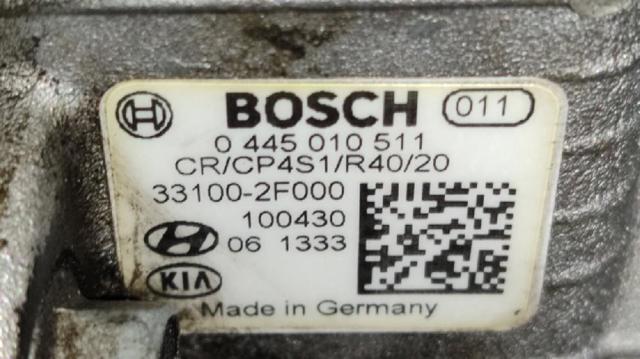 BOSCH 011
0 445 010 511
CR/CP4S1/R40/20
33100-2F000
100430
06 1333
KIA
Made in Germany